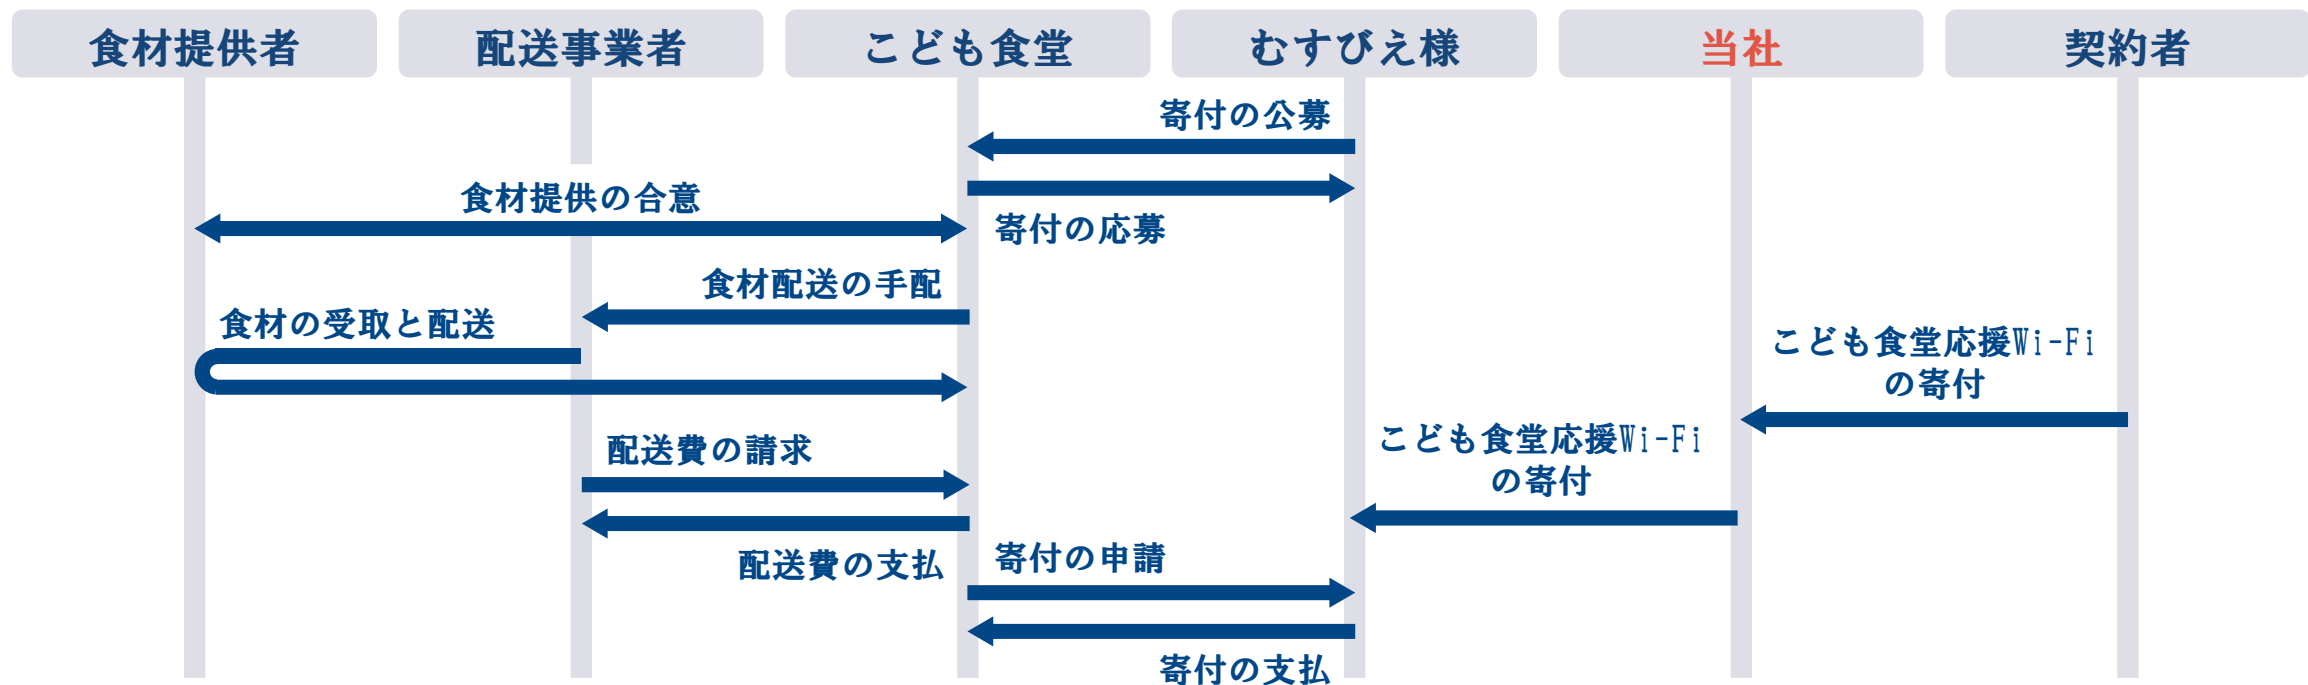 食材提供者
配送事業者
こども食堂
むすびえ様
当社
契約者
寄付の公募
食材提供の合意
寄付の応募
食材配送の手配
食材の受取と配送
こども食堂応援Wi-Fi
の寄付
こども食堂応援Wi-Fi
の寄付
配送費の請求
配送費の支払
寄付の申請
寄付の支払